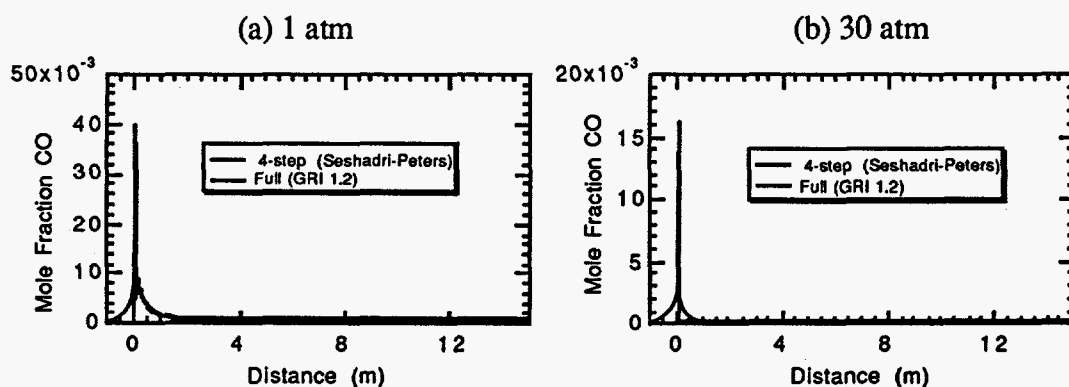 (a) 1 atm
50x10⁻³
40
30
20
10
0
Mole Fraction CO
4-step (Seshadri-Peters)
Full (GRI 1.2)
0 4 8 12
Distance (m)
(b) 30 atm
20x10⁻³
15
10
5
0
Mole Fraction CO
4-step (Seshadri-Peters)
Full (GRI 1.2)
0 4 8 12
Distance (m)